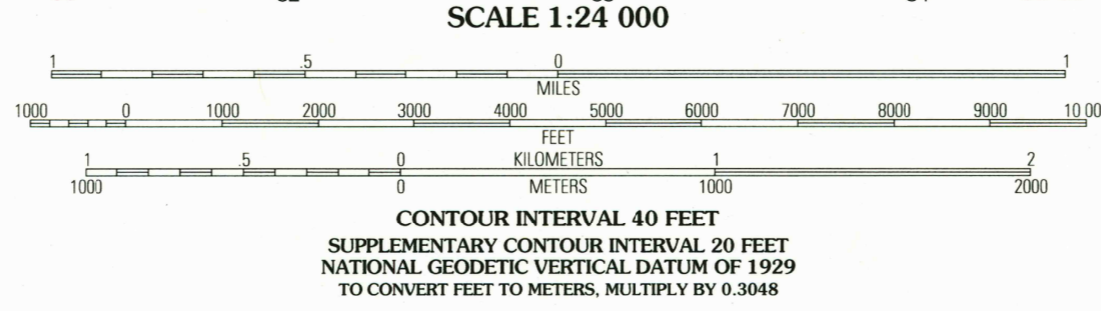 SCALE 1:24 000
1 .5 0 1
MILES
1000 0 1000 2000 3000 4000 5000 6000 7000 8000 9000 10 00
FEET
1 .5 0 KILOMETERS 1 2
1000 0 METERS 1000 2000
CONTOUR INTERVAL 40 FEET
SUPPLEMENTARY CONTOUR INTERVAL 20 FEET
NATIONAL GEODETIC VERTICAL DATUM OF 1929
TO CONVERT FEET TO METERS, MULTIPLY BY 0.3048